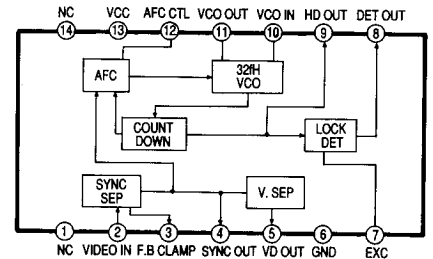 NC VCC AFC CTL VCO OUT VCO IN HD OUT DET OUT
14 13 12 11 10 9 8
AFC
32fH
VCO
COUNT
DOWN
LOCK
DET
SYNC
SEP
V. SEP
1 2 3 4 5 6 7
NC VIDEO IN F.B CLAMP SYNC OUT VD OUT GND EXC